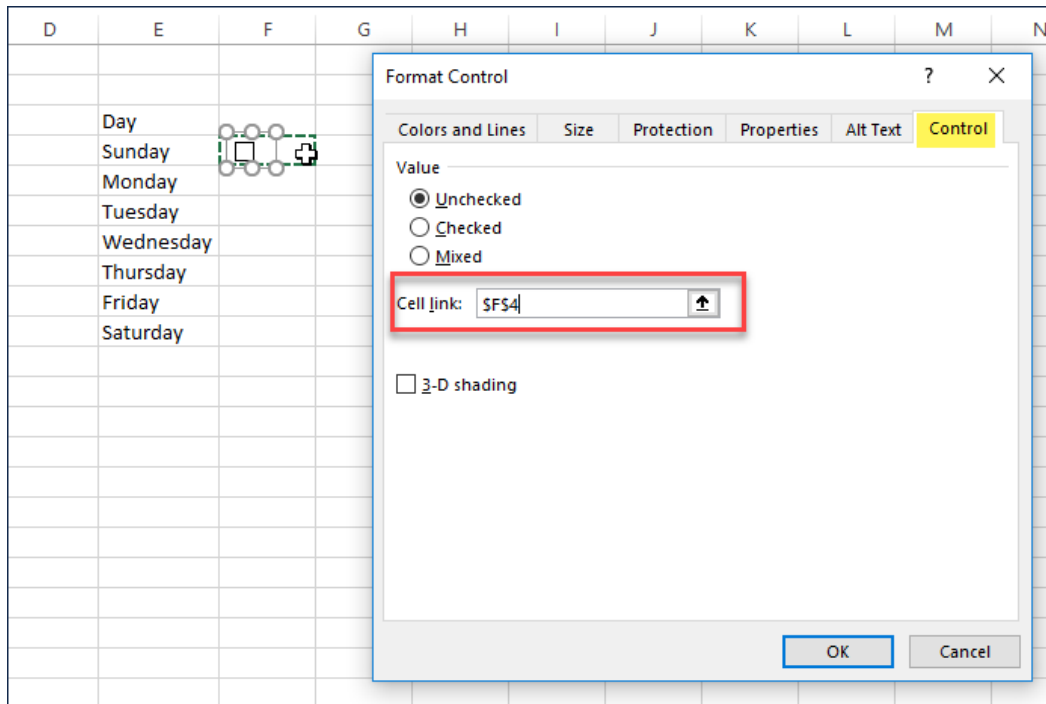 D E F G H I J K L M N
Format Control ?
Day
Colors and Lines Size Protection Properties Alt Text Control
Sunday
Value
Monday
Unchecked
Tuesday
Checked
Wednesday
Mixed
Thursday
Friday
Cell link: $F$4
Saturday
3-D shading
OK Cancel